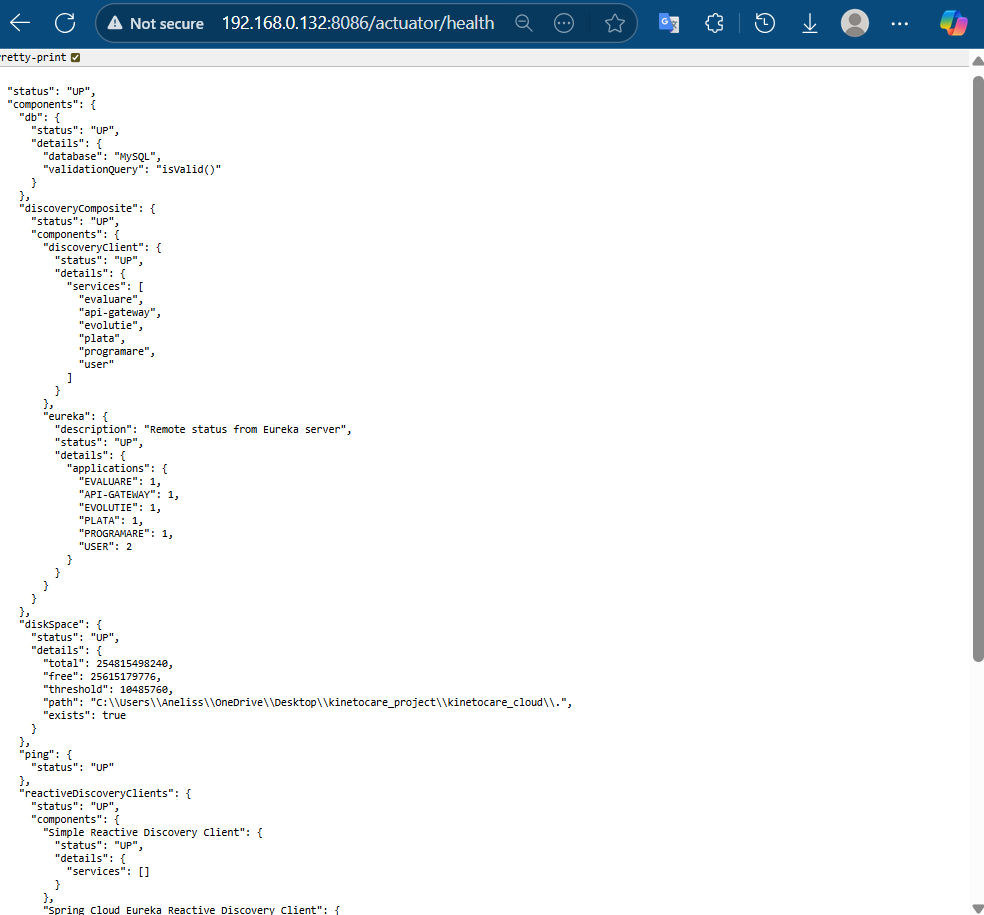 Not secure 192.168.0.132:8086/actuator/health
retty-print
"status": "UP",
"components": {
"db": {
"status": "UP",
"details": {
"database": "MySQL",
"validationQuery": "isValid()"
}
},
"discoveryComposite": {
"status": "UP",
"components": {
"discoveryClient": {
"status": "UP",
"details": {
"services": [
"evaluare",
"api-gateway",
"evolutie",
"plata",
"programare",
"user"
]
}
},
"eureka": {
"description": "Remote status from Eureka server",
"status": "UP",
"details": {
"applications": {
"EVALUARE": 1,
"API-GATEWAY": 1,
"EVOLUTIE": 1,
"PLATA": 1,
"PROGRAMARE": 1,
"USER": 2
}
}
}
}
},
"diskSpace": {
"status": "UP",
"details": {
"total": 254815498240,
"free": 25615179776,
"threshold": 10485760,
"path": "C:\\Users\\Aneliss\\OneDrive\\Desktop\\kinetocare_project\\kinetocare_cloud\\.",
"exists": true
}
},
"ping": {
"status": "UP"
},
"reactiveDiscoveryClients": {
"status": "UP",
"components": {
"Simple Reactive Discovery Client": {
"status": "UP",
"details": {
"services": []
}
},
"Spring Cloud Eureka Reactive Discovery Client": {